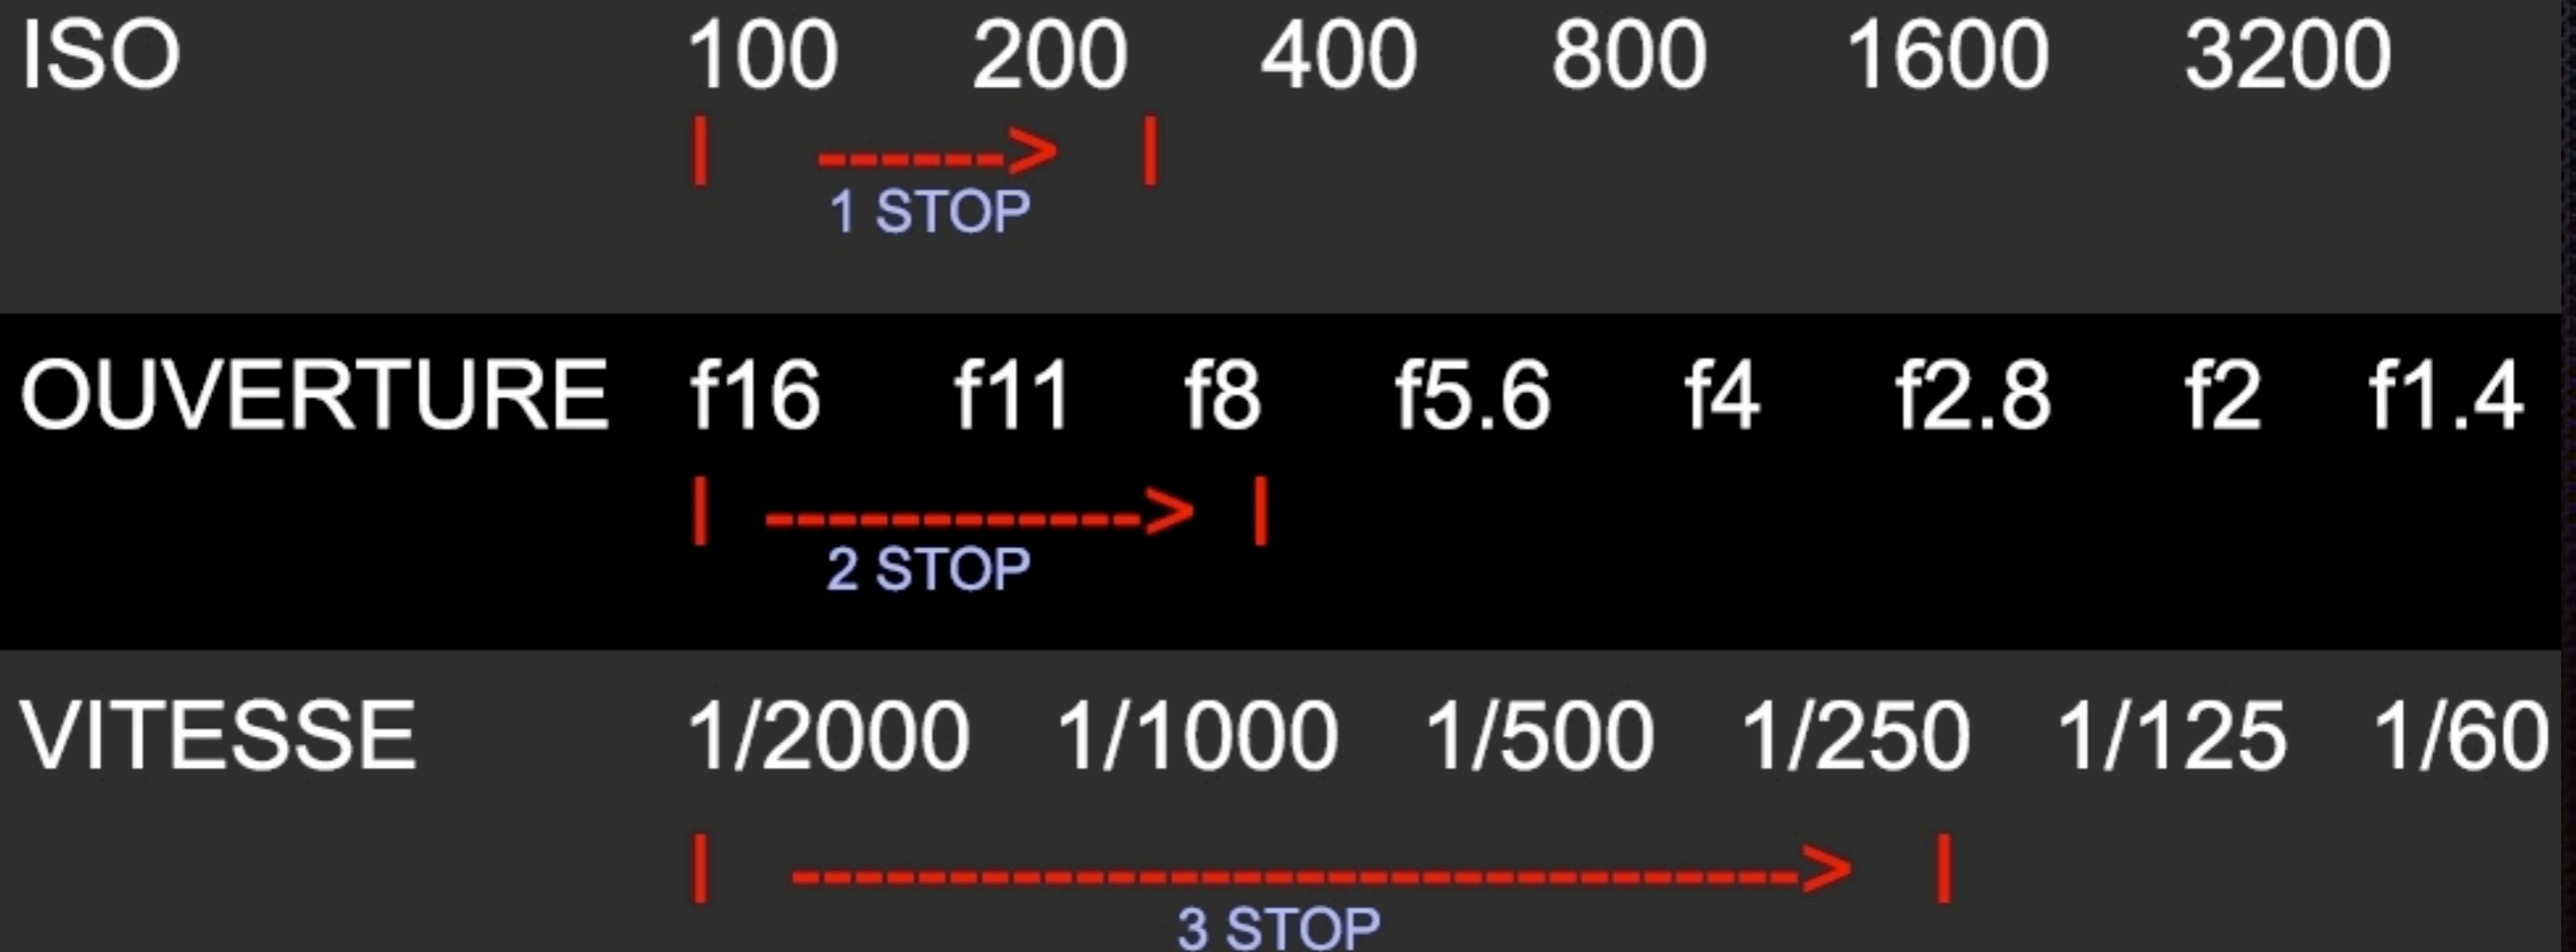 ISO 100 200 400 800 1600 3200
| ------> |
1 STOP
OUVERTURE f16 f11 f8 f5.6 f4 f2.8 f2 f1.4
| ------------> |
2 STOP
VITESSE 1/2000 1/1000 1/500 1/250 1/125 1/60
| --------------------------------> |
3 STOP